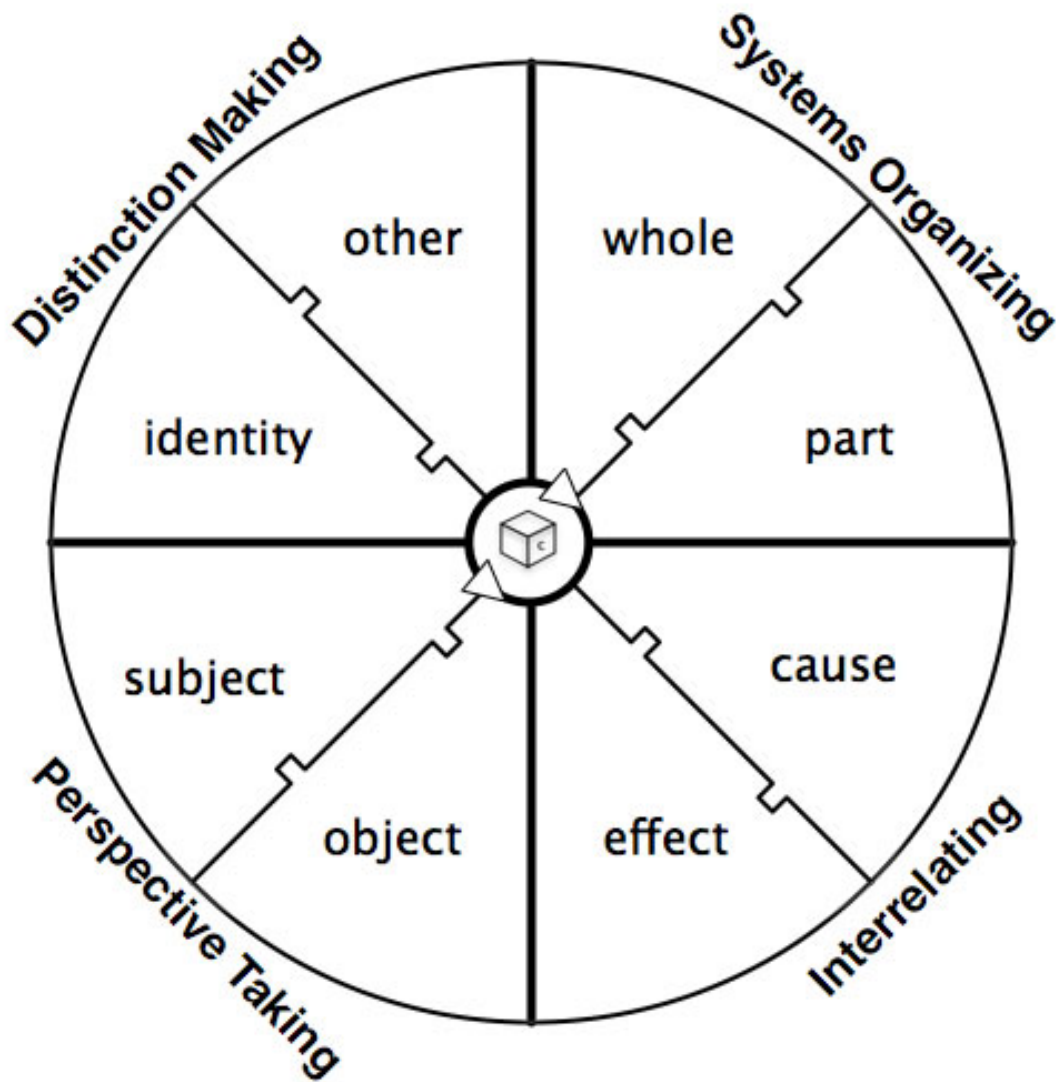 Distinction Making
Systems Organizing
other
whole
identity
part
c
subject
cause
object
effect
Perspective Taking
Interrelating